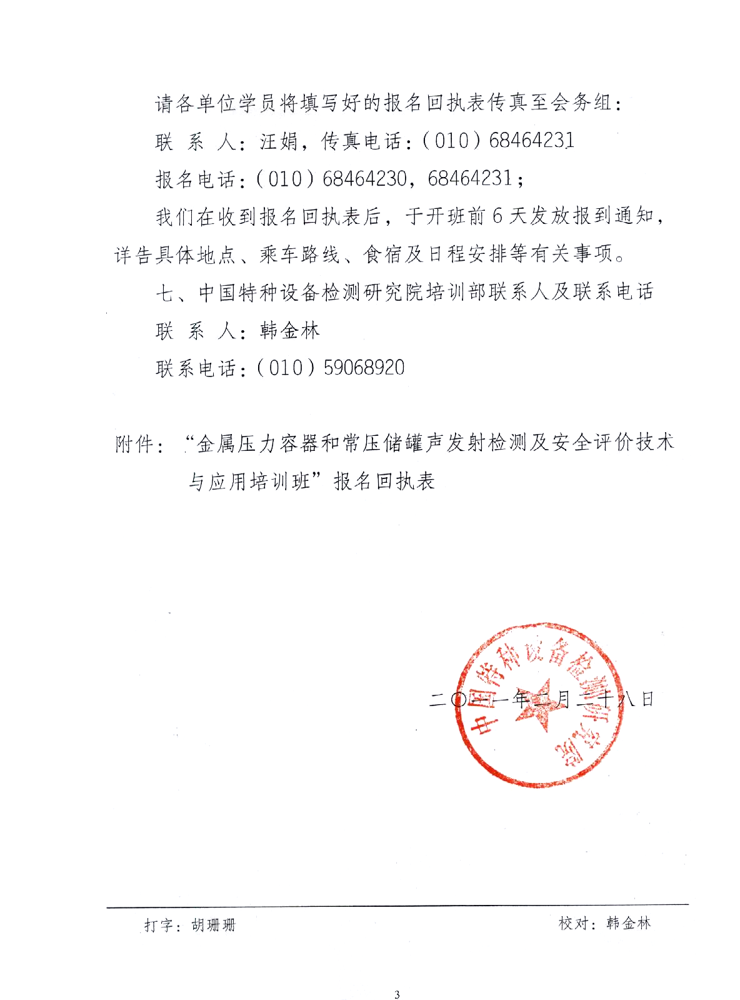 请各单位学员将填写好的报名回执表传真至会务组：
联 系 人：汪娟，传真电话：（010）68464231
报名电话：（010）68464230，68464231；
我们在收到报名回执表后，于开班前6天发放报到通知，
详告具体地点、乘车路线、食宿及日程安排等有关事项。
七、中国特种设备检测研究院培训部联系人及联系电话
联 系 人：韩金林
联系电话：（010）59068920
附件：“金属压力容器和常压储罐声发射检测及安全评价技术
与应用培训班”报名回执表
中国特种设备检测研究院
二〇一一年二月二十八日
打字：胡珊珊 校对：韩金林
3